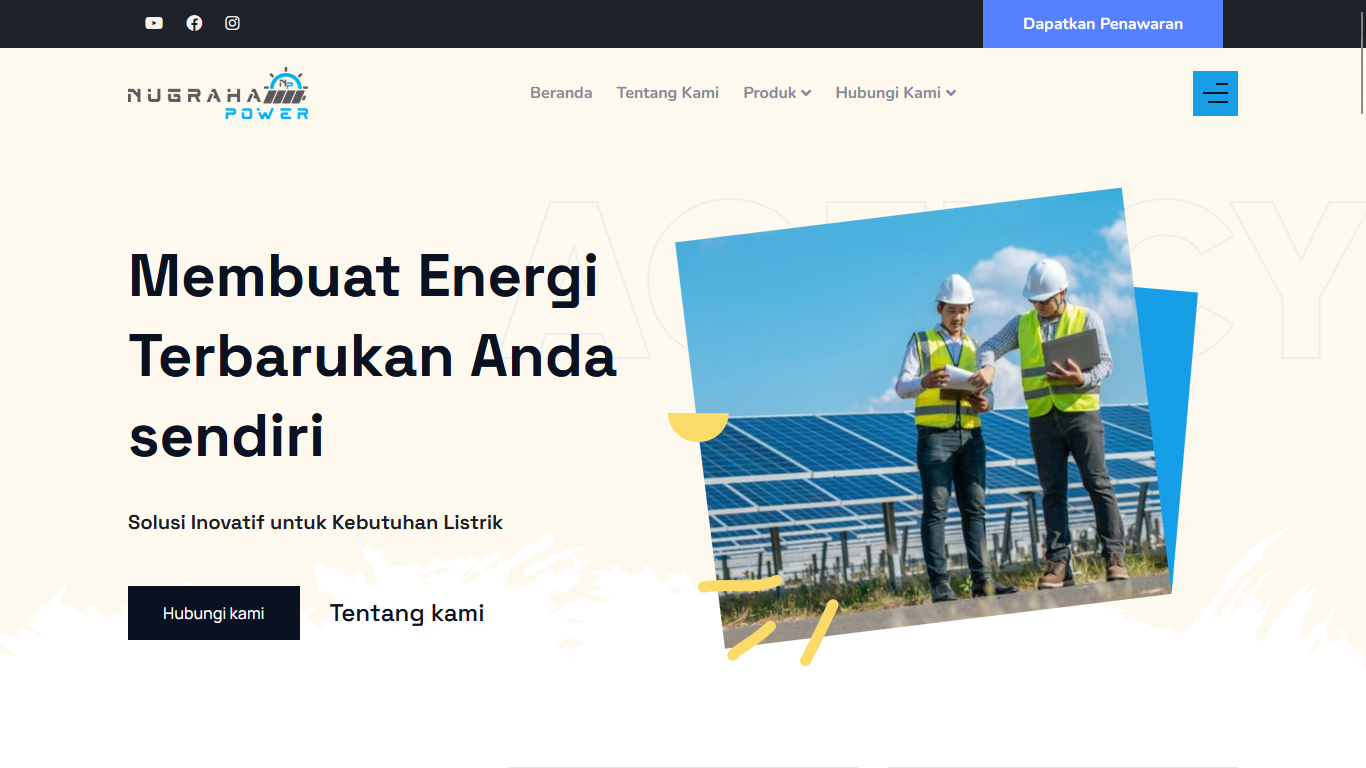 Dapatkan Penawaran
NUGRAHA
NP
POWER
Beranda
Tentang Kami
Produk
Hubungi Kami
AGENCY
Membuat Energi
Terbarukan Anda
sendiri
Solusi Inovatif untuk Kebutuhan Listrik
Hubungi kami
Tentang kami